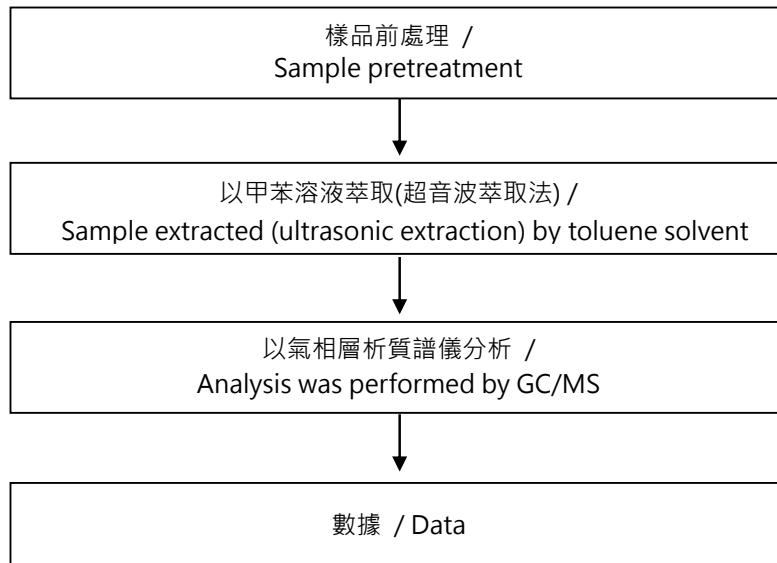 樣品前處理 /
Sample pretreatment
以甲苯溶液萃取(超音波萃取法) /
Sample extracted (ultrasonic extraction) by toluene solvent
以氣相層析質譜儀分析 /
Analysis was performed by GC/MS
數據 / Data